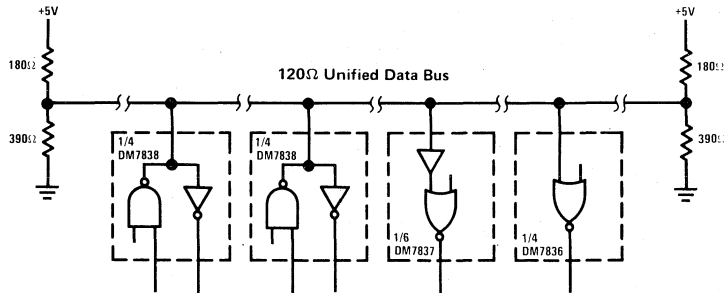 +5V
+5V
180Ω
180Ω
120Ω Unified Data Bus
390Ω
390Ω
1/4
DM7838
1/4
DM7838
1/6
DM7837
1/4
DM7836